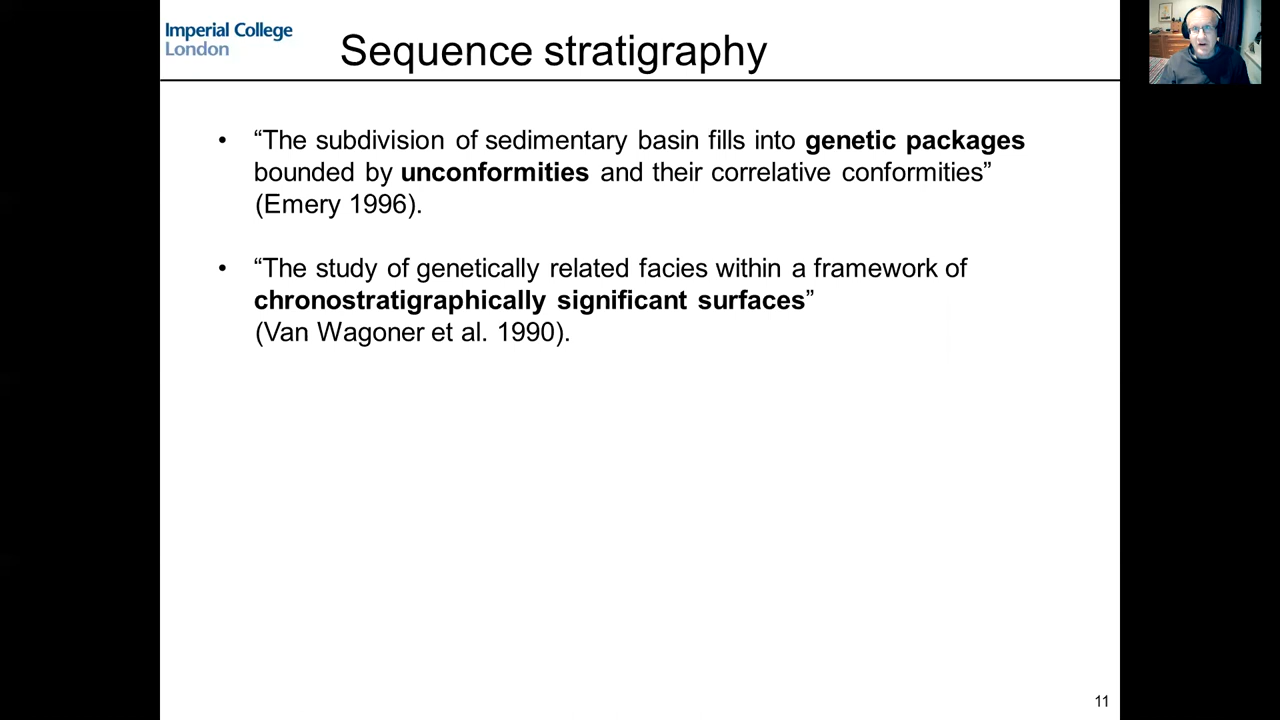 Imperial College
London
Sequence stratigraphy
• “The subdivision of sedimentary basin fills into genetic packages
bounded by unconformities and their correlative conformities”
(Emery 1996).
• “The study of genetically related facies within a framework of
chronostratigraphically significant surfaces”
(Van Wagoner et al. 1990).
11